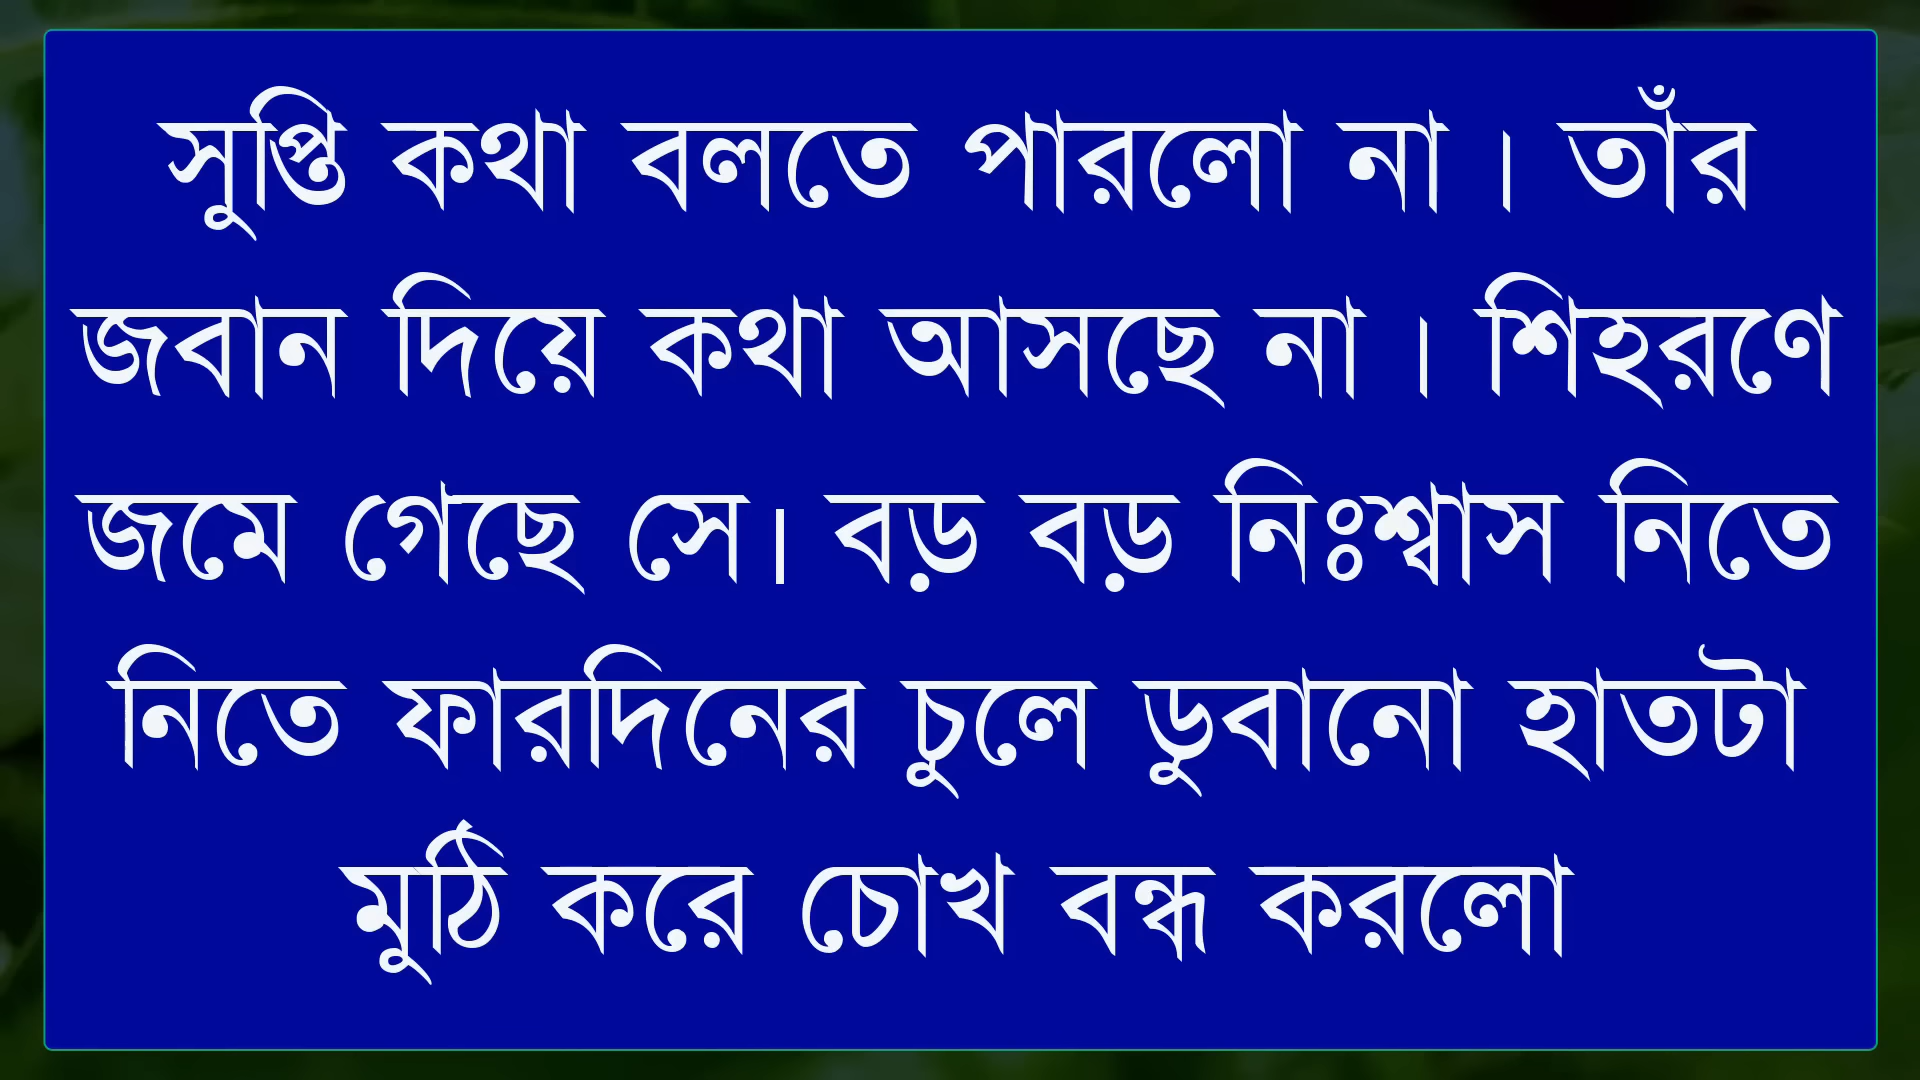 সুপ্তি কথা বলতে পারলো না । তাঁর
জবান দিয়ে কথা আসছে না । শিহরণে
জমে গেছে সে। বড় বড় নিঃশ্বাস নিতে
নিতে ফারদিনের চুলে ডুবানো হাতটা
মুঠি করে চোখ বন্ধ করলো